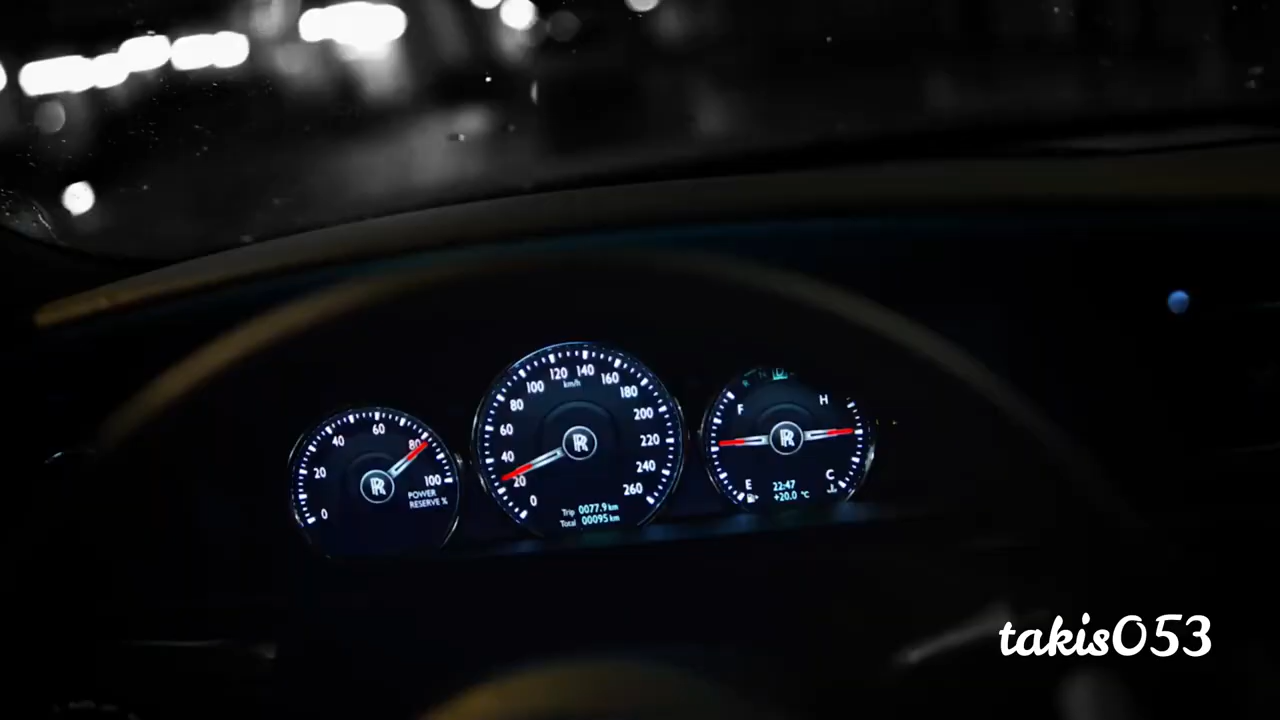 0 20 40 60 80 100
POWER
RESERVE %
0 20 40 60 80 100 120 140 160 180 200 220 240 260
km/h
Trip 0077.9 km
Total 00095 km
R N D
F H
E C
22:47
+20.0 °C
takis053